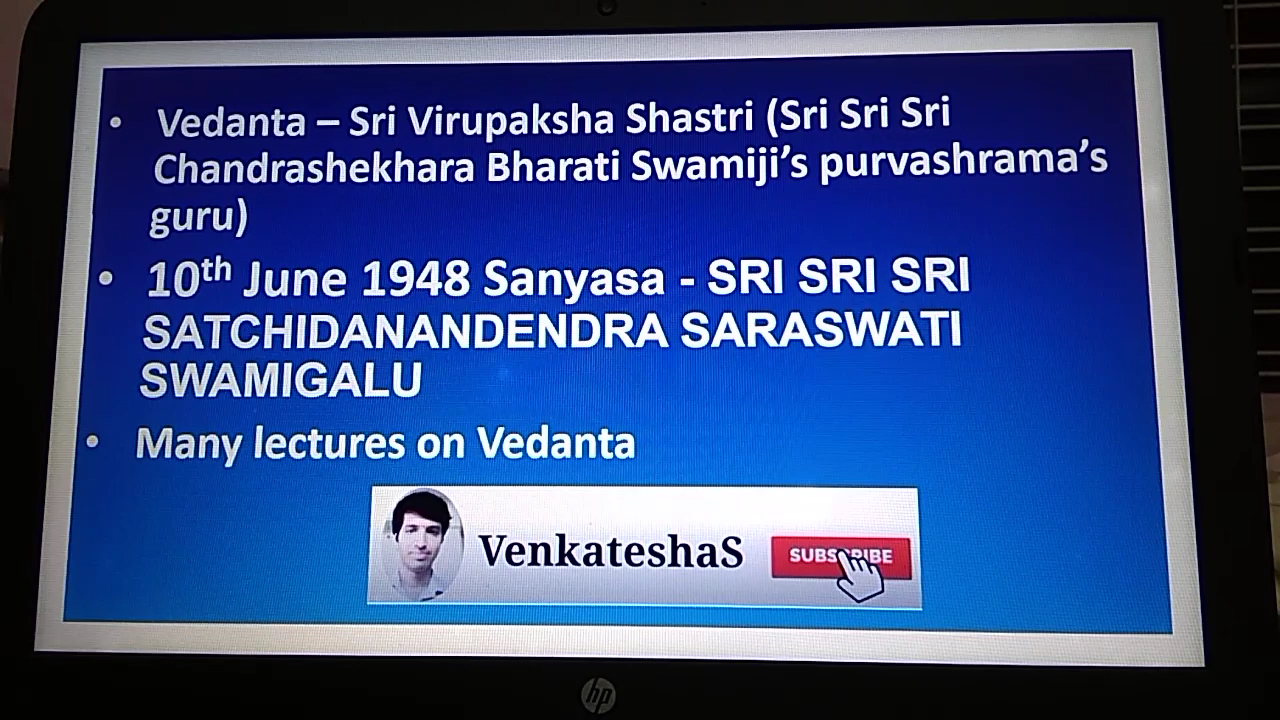 • Vedanta – Sri Virupaksha Shastri (Sri Sri Sri
Chandrashekhara Bharati Swamiji’s purvashrama’s
guru)
• 10th June 1948 Sanyasa - SRI SRI SRI
SATCHIDANANDENDRA SARASWATI
SWAMIGALU
• Many lectures on Vedanta
VenkateshaS
SUBSCRIBE
hp